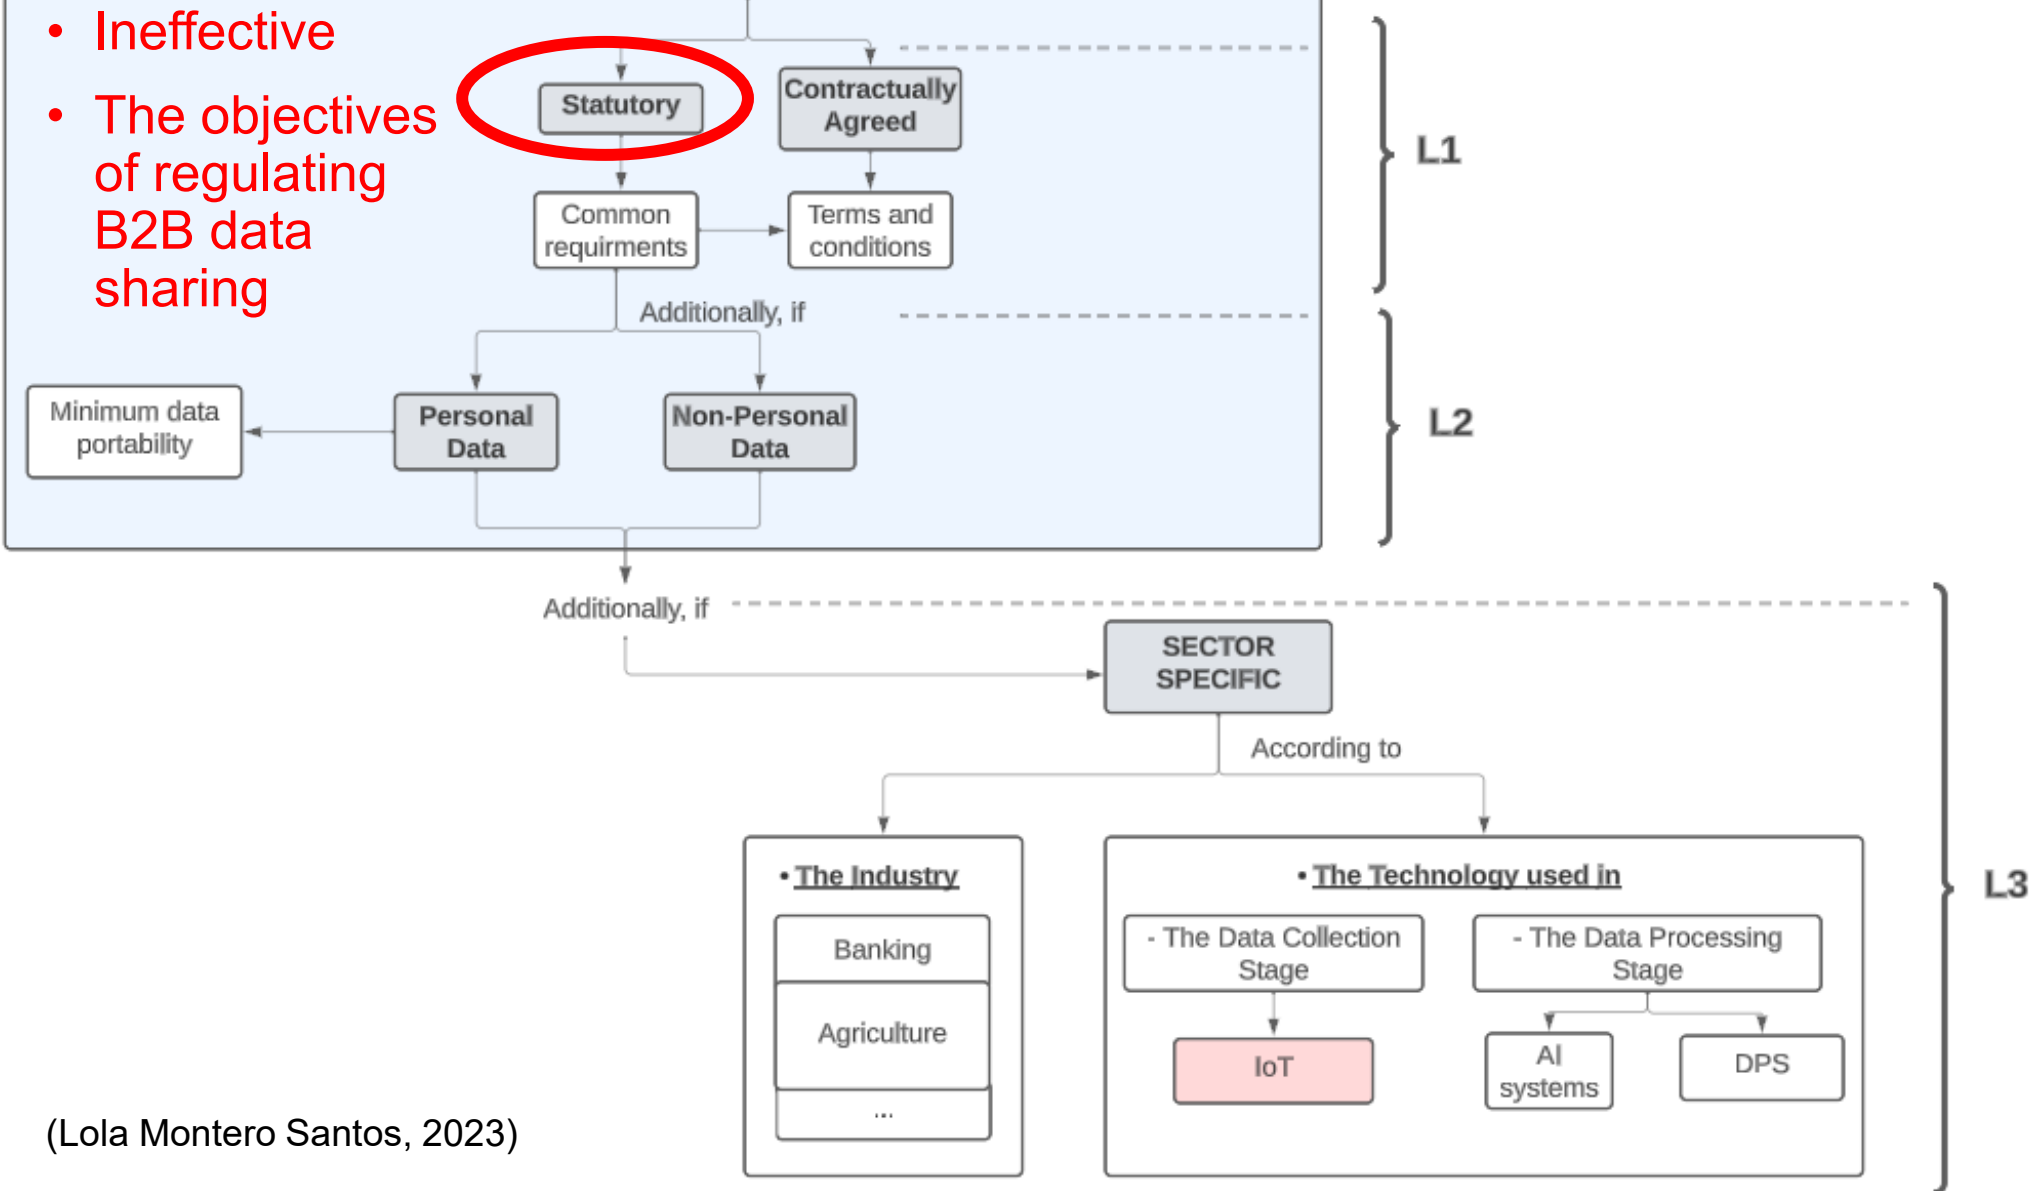 • Ineffective
• The objectives
of regulating
B2B data
sharing
Statutory
Contractually
Agreed
L1
Common
requirments
Terms and
conditions
Additionally, if
Minimum data
portability
Personal
Data
Non-Personal
Data
L2
Additionally, if
SECTOR
SPECIFIC
According to
• The Industry
Banking
Agriculture
...
• The Technology used in
- The Data Collection
Stage
- The Data Processing
Stage
IoT
AI
systems
DPS
L3
(Lola Montero Santos, 2023)